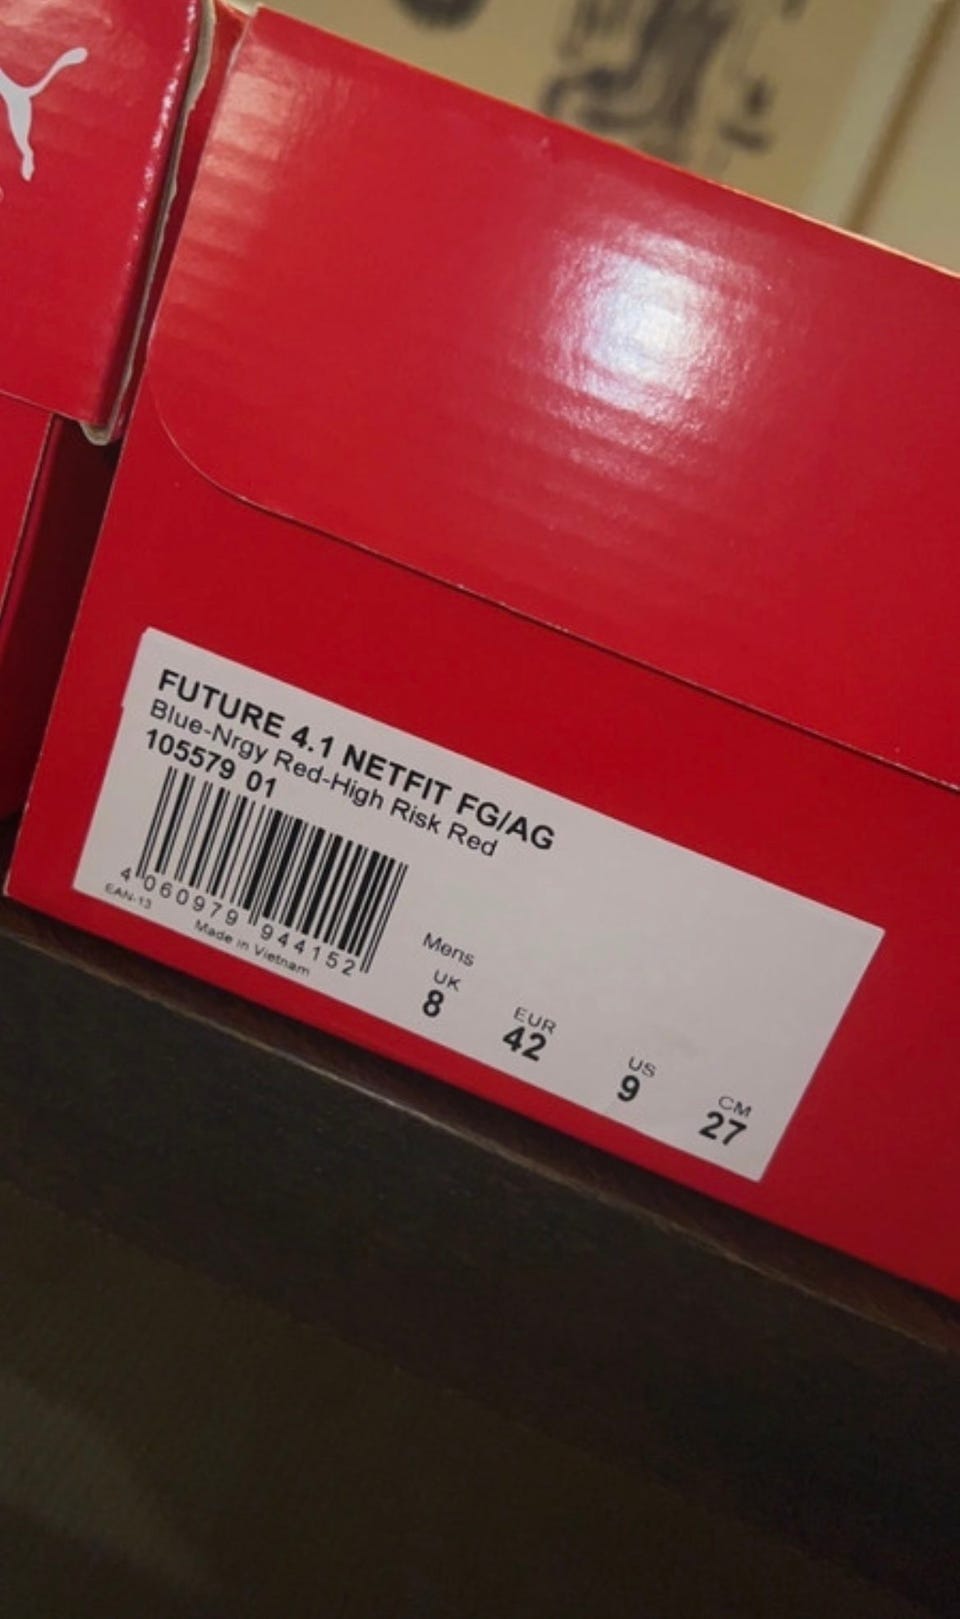 FUTURE 4.1 NETFIT FG/AG
Blue-Nrgy Red-High Risk Red
105579 01
4 060979 944152
EAN-13
Made in Vietnam
Mens
UK EUR US CM
8 42 9 27